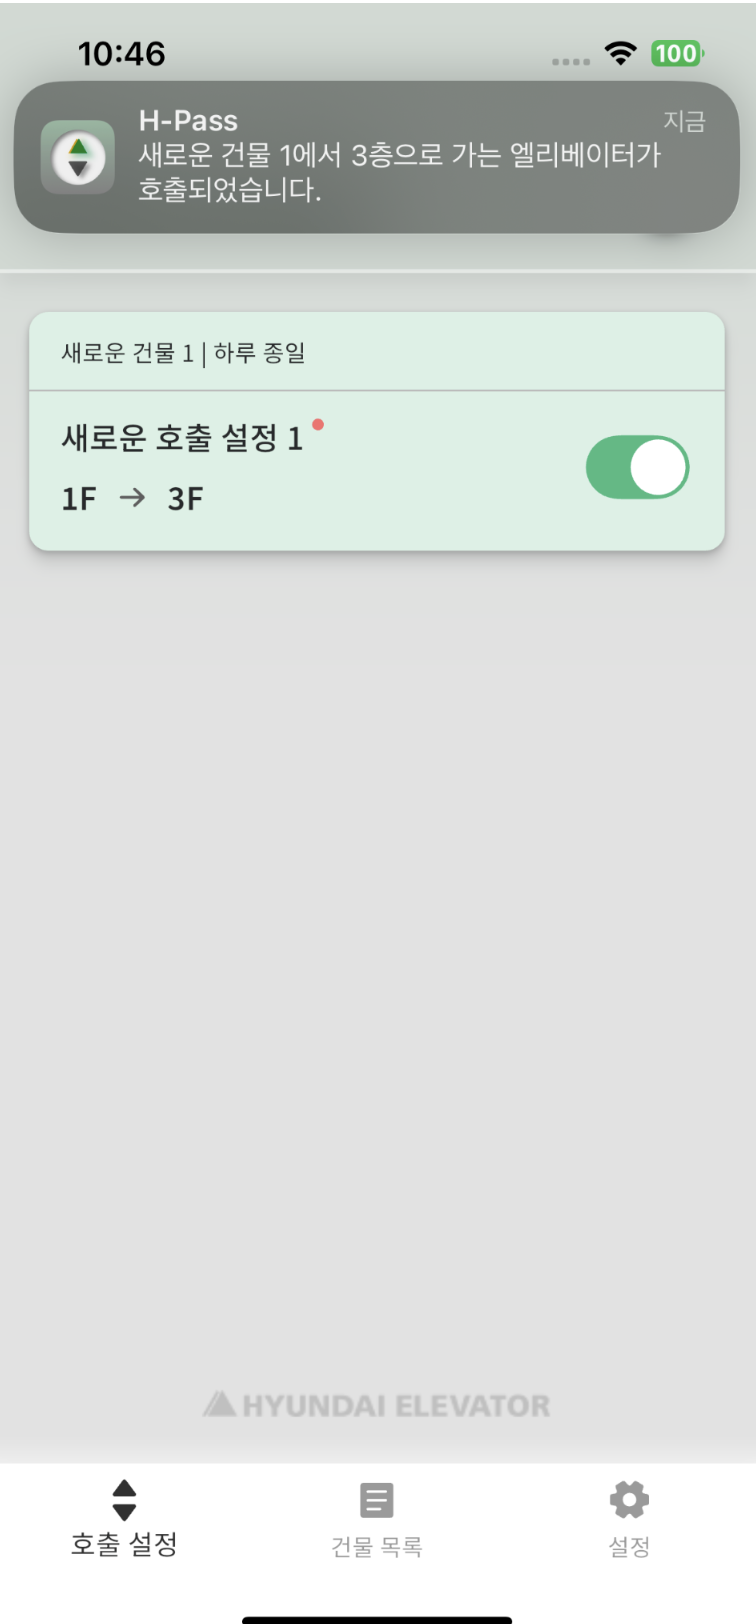 10:46
100
H-Pass
지금
새로운 건물 1에서 3층으로 가는 엘리베이터가
호출되었습니다.
새로운 건물 1 | 하루 종일
새로운 호출 설정 1
1F → 3F
HYUNDAI ELEVATOR
호출 설정
건물 목록
설정